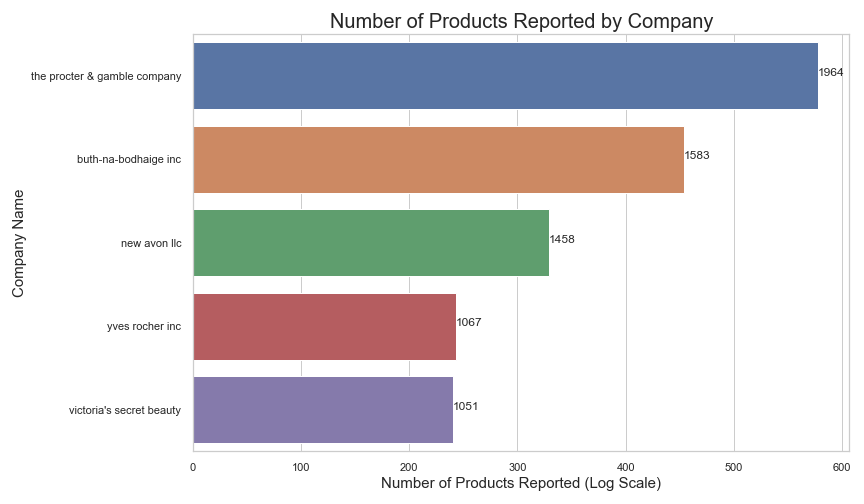 Number of Products Reported by Company
the procter & gamble company
1964
buth-na-bodhaige inc
1583
new avon llc
1458
yves rocher inc
1067
victoria's secret beauty
1051
Company Name
0 100 200 300 400 500 600
Number of Products Reported (Log Scale)